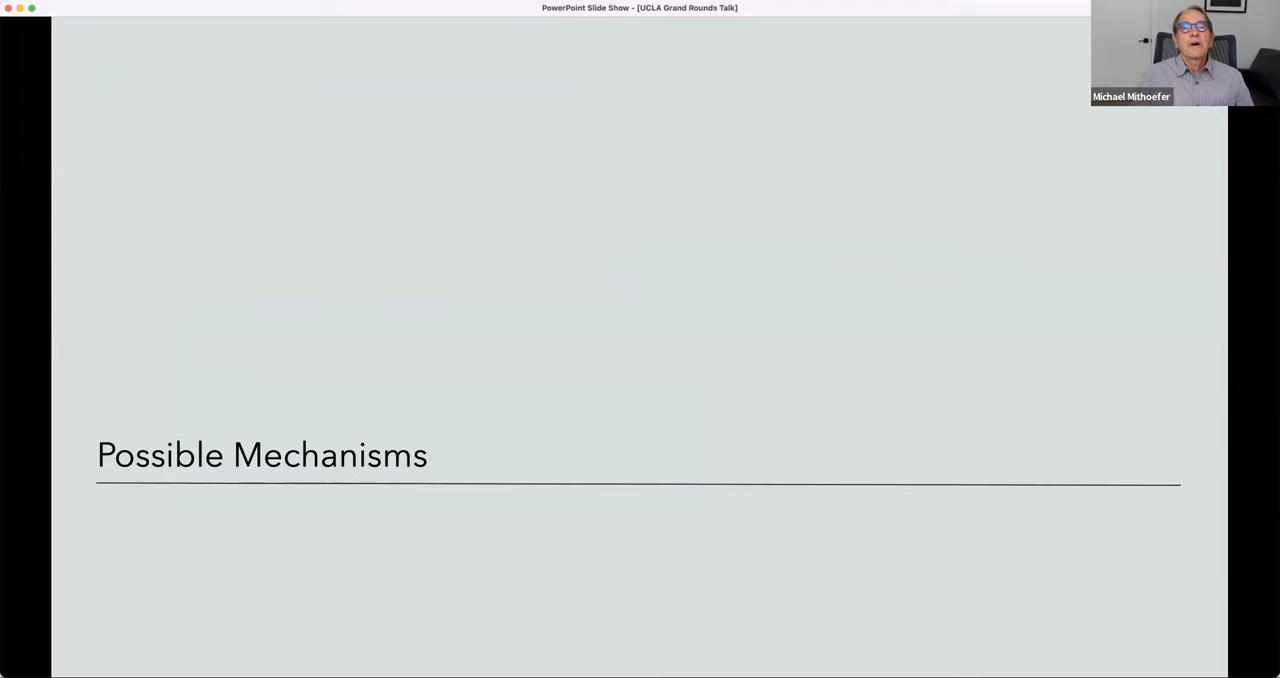 PowerPoint Slide Show - [UCLA Grand Rounds Talk]
Michael Mithoefer
Possible Mechanisms